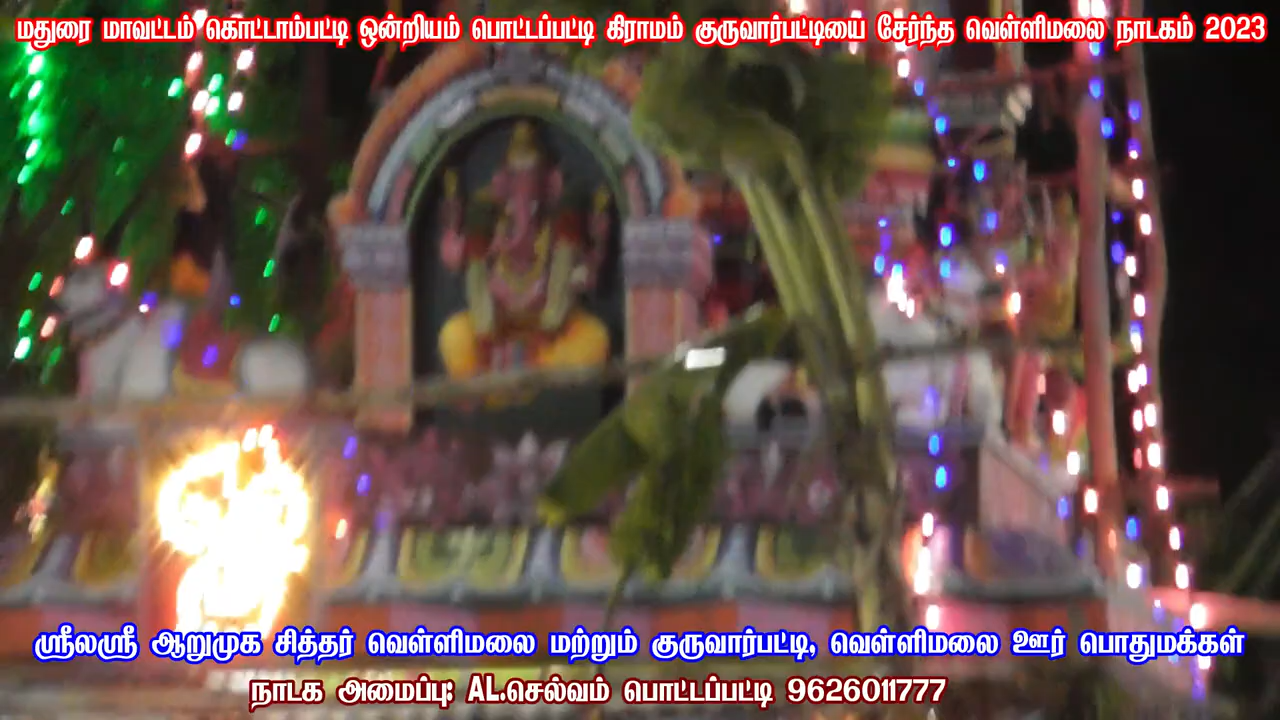 மதுரை மாவட்டம் கொட்டாம்பட்டி ஒன்றியம் பொட்டப்பட்டி கிராமம் குருவார்பட்டியை சேர்ந்த வெள்ளிமலை நாடகம் 2023
ஸ்ரீலஸ்ரீ ஆறுமுக சித்தர் வெள்ளிமலை மற்றும் குருவார்பட்டி, வெள்ளிமலை ஊர் பொதுமக்கள்
நாடக அமைப்பு: AL.செல்வம் பொட்டப்பட்டி 9626011777